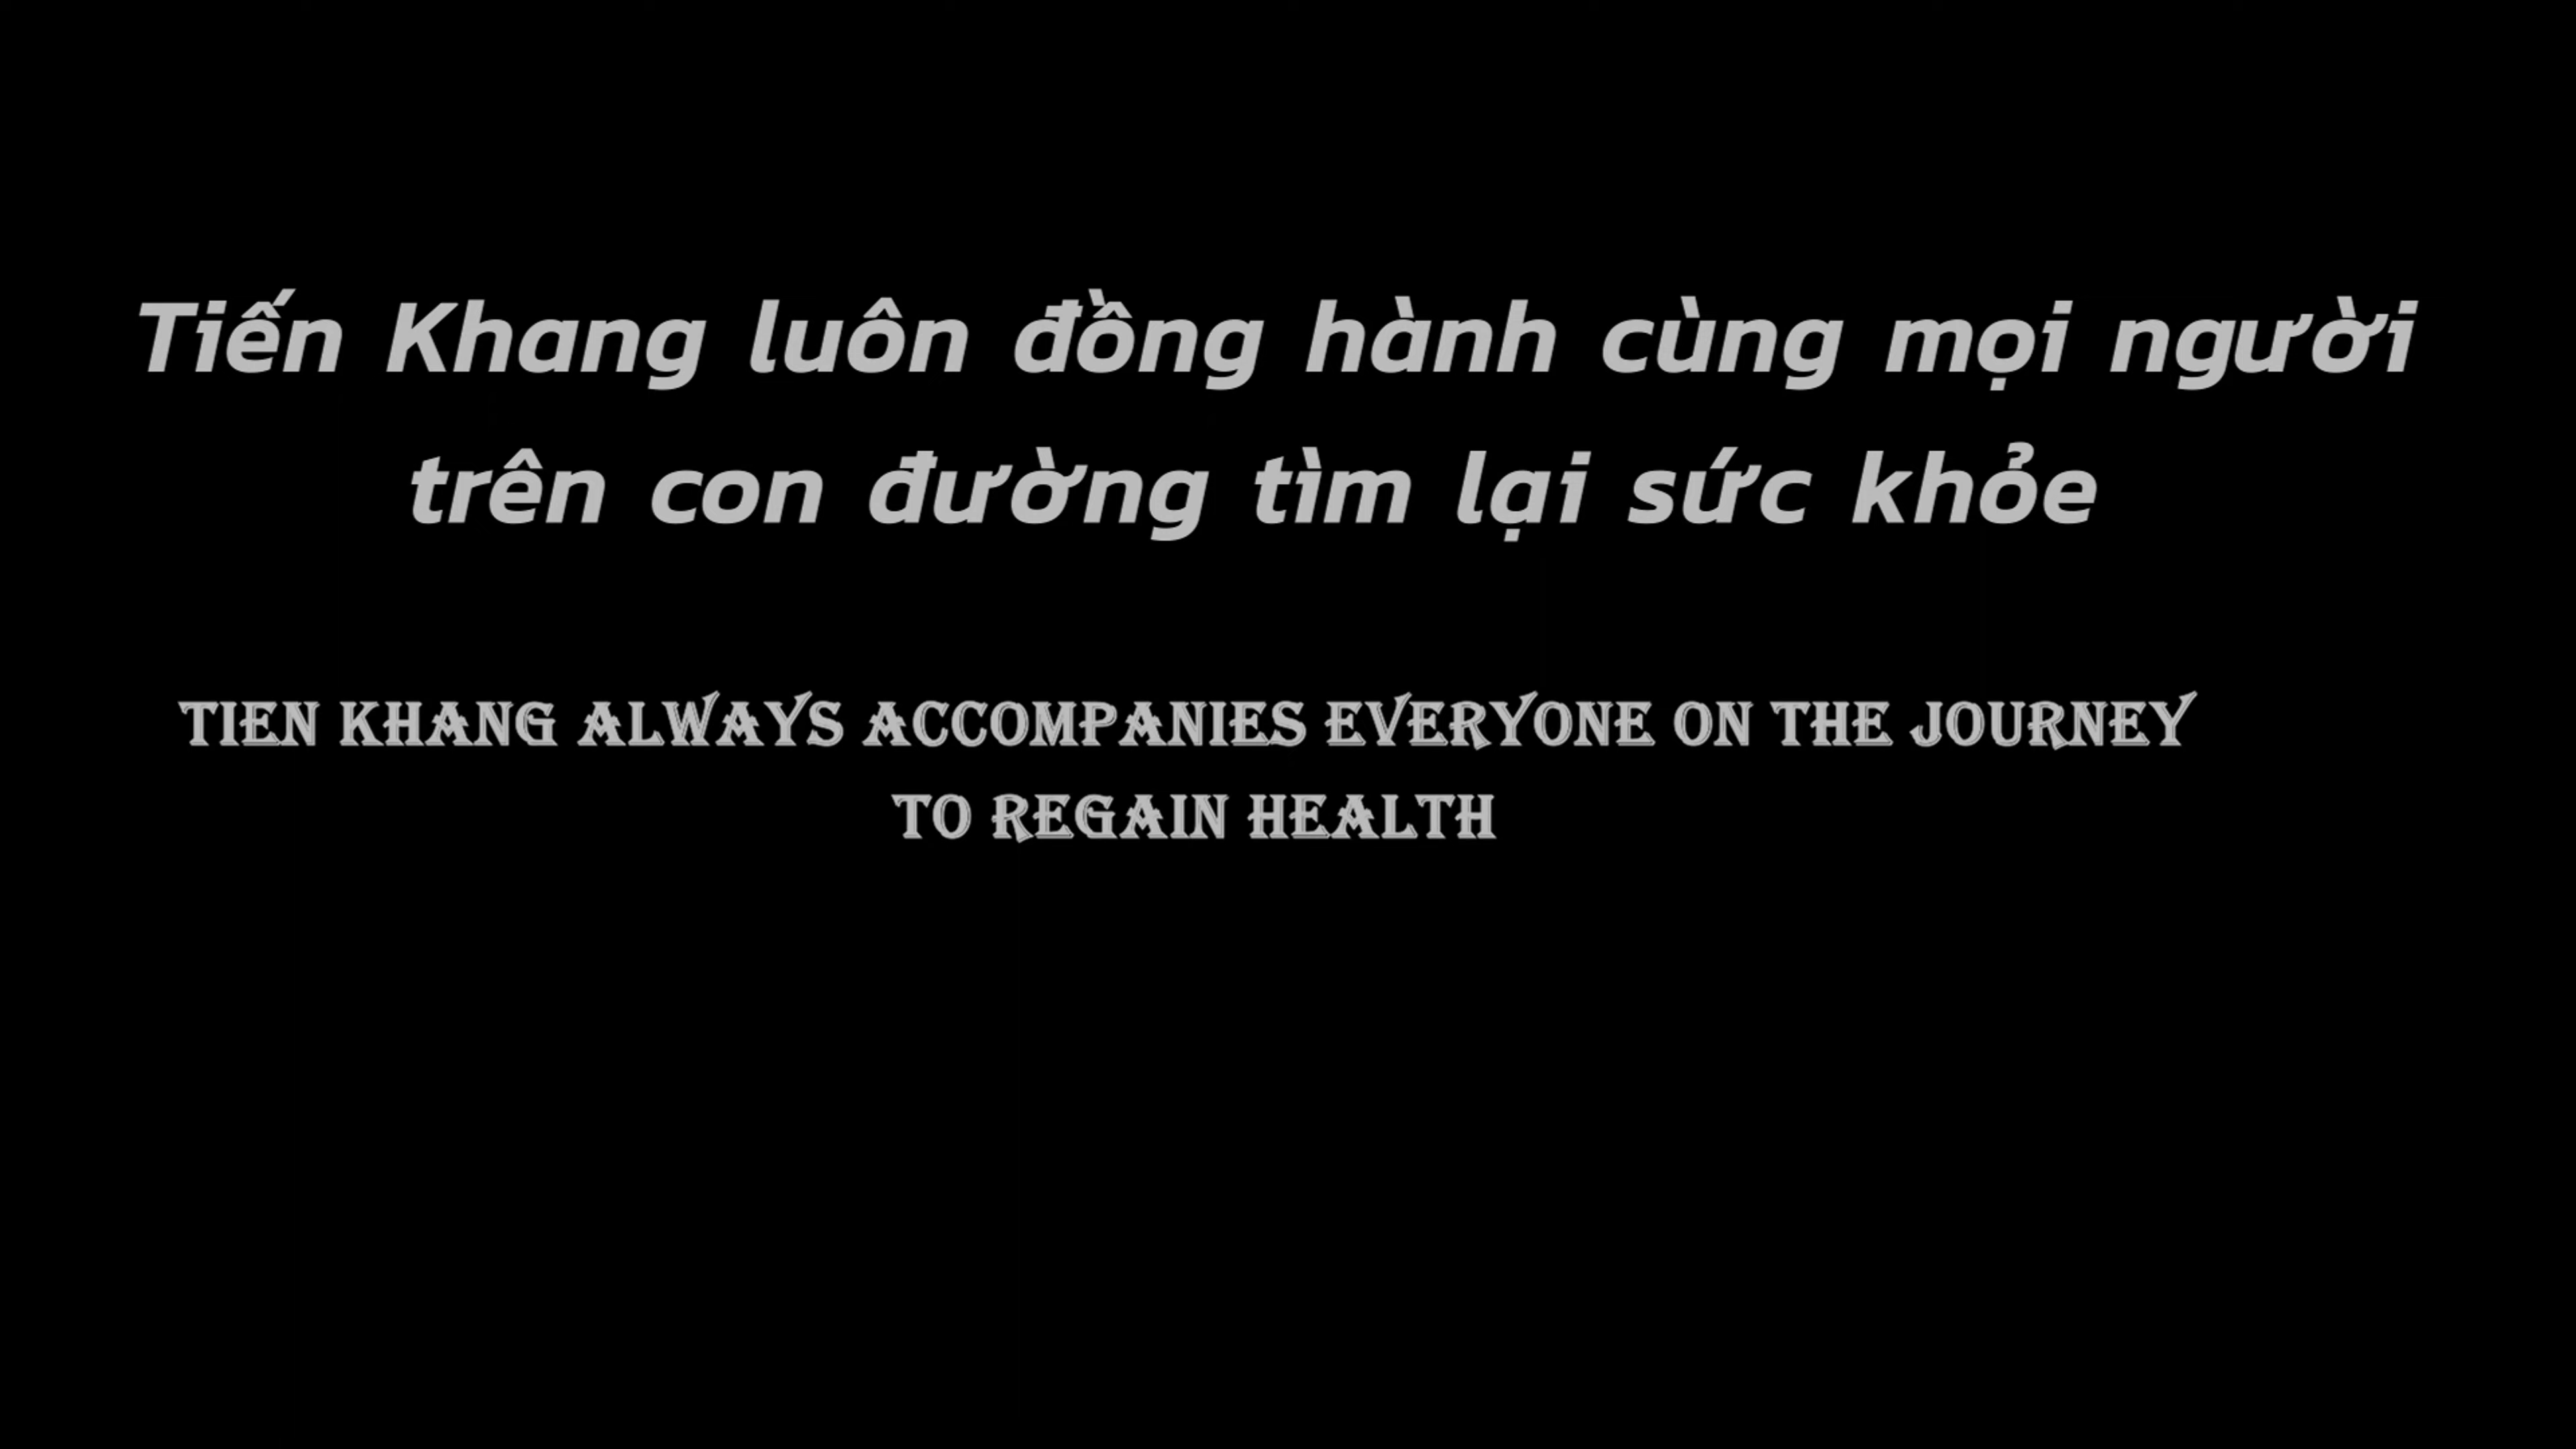 Tiến Khang luôn đồng hành cùng mọi người
trên con đường tìm lại sức khỏe
TIEN KHANG ALWAYS ACCOMPANIES EVERYONE ON THE JOURNEY
TO REGAIN HEALTH